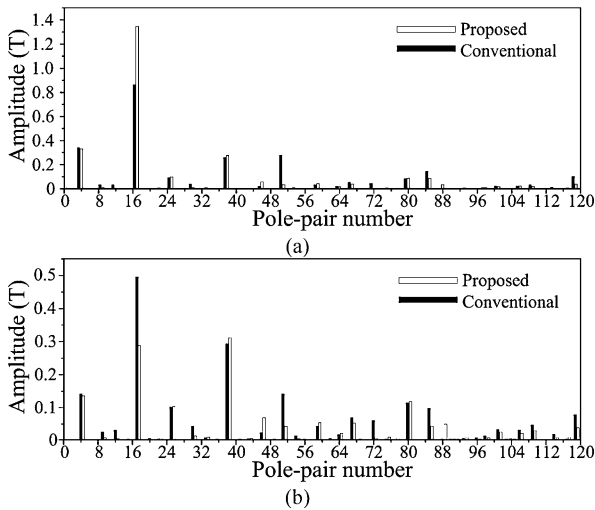 Amplitude (T)
1.4
1.2
1.0
0.8
0.6
0.4
0.2
0
Proposed
Conventional
0 8 16 24 32 40 48 56 64 72 80 88 96 104 112 120
Pole-pair number
(a)
Amplitude (T)
0.5
0.4
0.3
0.2
0.1
0
Proposed
Conventional
0 8 16 24 32 40 48 56 64 72 80 88 96 104 112 120
Pole-pair number
(b)